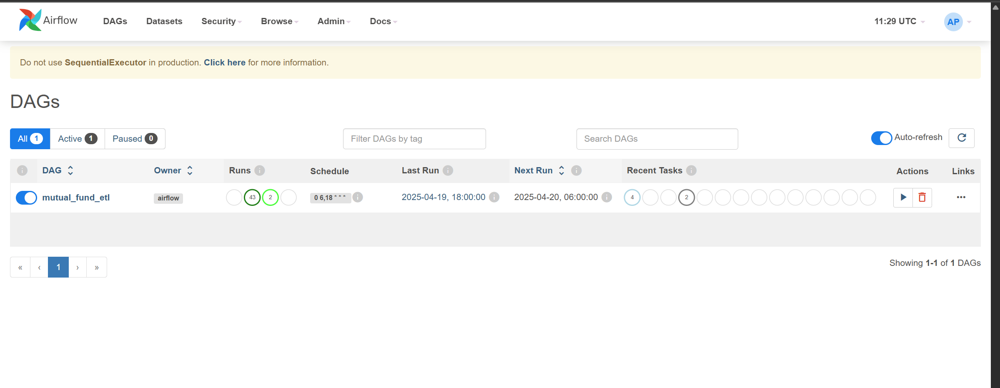 Airflow DAGs Datasets Security Browse Admin Docs 11:29 UTC AP
Do not use SequentialExecutor in production. Click here for more information.
DAGs
All 1 Active 1 Paused 0 Filter DAGs by tag Search DAGs Auto-refresh
i DAG Owner Runs i Schedule Last Run i Next Run i Recent Tasks i Actions Links
mutual_fund_etl airflow 43 2 0 6,18 * * * i 2025-04-19, 18:00:00 i 2025-04-20, 06:00:00 i 4 2
« ‹ 1 › » Showing 1-1 of 1 DAGs